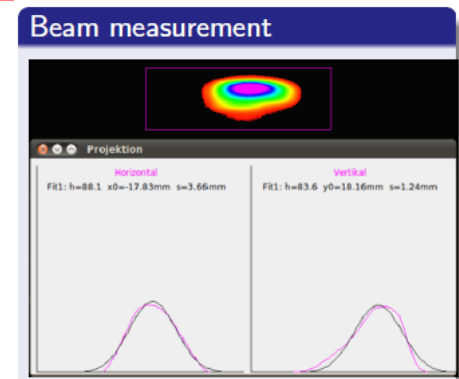 Beam measurement
Projektion
Horizontal
Fit1: h=88.1 x0=-17.83mm s=3.66mm
Vertikal
Fit1: h=83.6 y0=18.16mm s=1.24mm